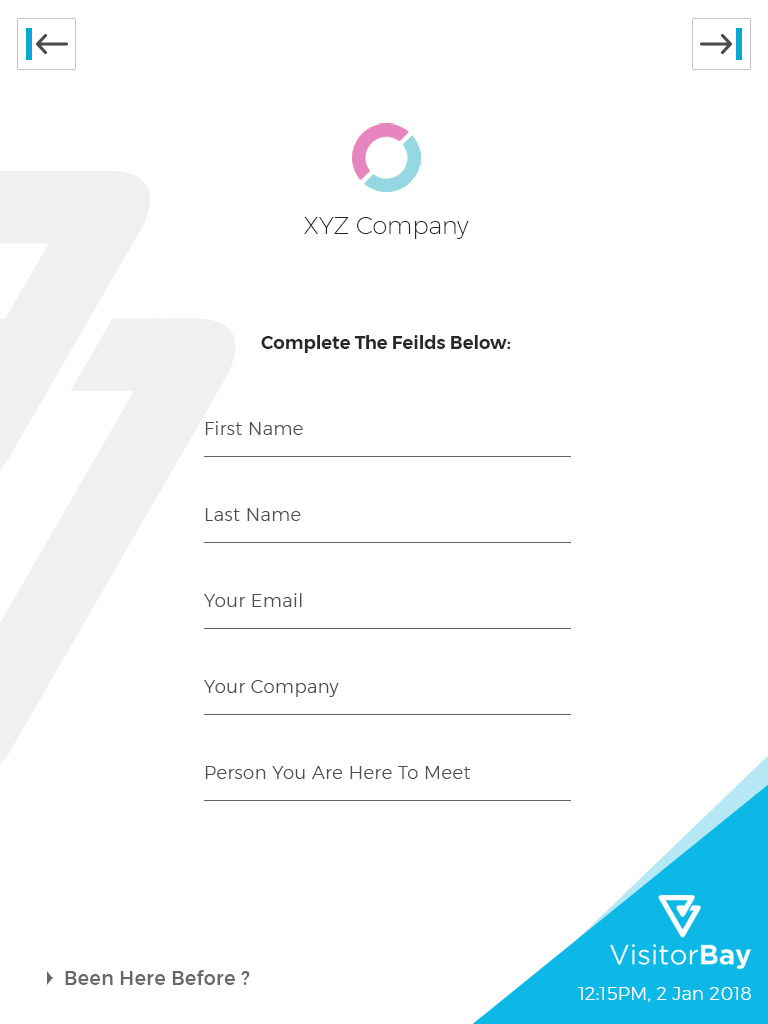 XYZ Company
Complete The Feilds Below:
First Name
Last Name
Your Email
Your Company
Person You Are Here To Meet
Been Here Before ?
VisitorBay
12:15PM, 2 Jan 2018